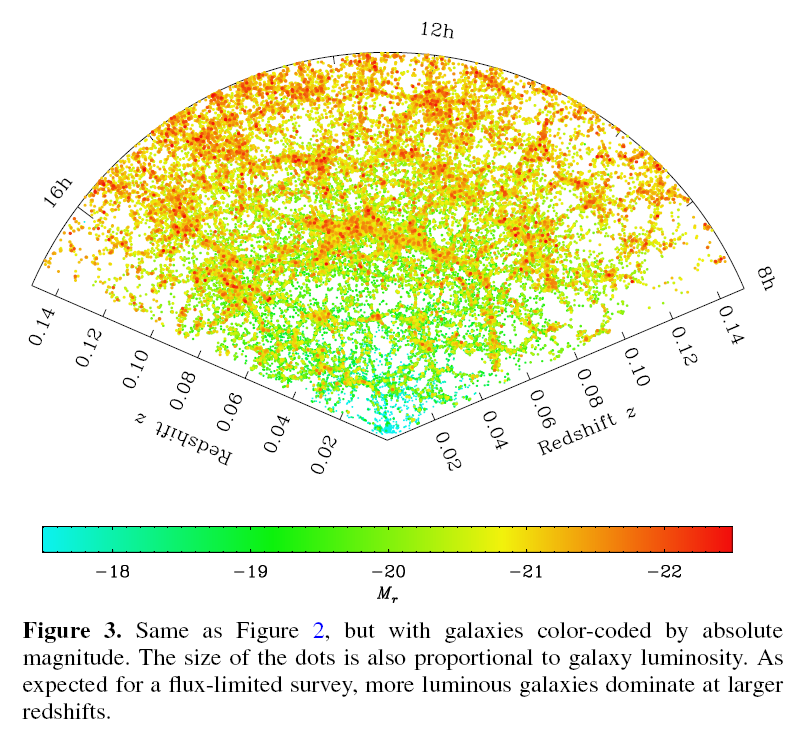 12h
16h
8h
0.14
0.12
0.10
0.08
0.06
0.04
0.02
Redshift z
0.02
0.04
0.06
0.08
0.10
0.12
0.14
Redshift z
−18 −19 −20 −21 −22
Mr
Figure 3. Same as Figure 2, but with galaxies color-coded by absolute
magnitude. The size of the dots is also proportional to galaxy luminosity. As
expected for a flux-limited survey, more luminous galaxies dominate at larger
redshifts.